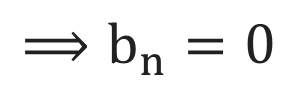 ⟹ bₙ = 0